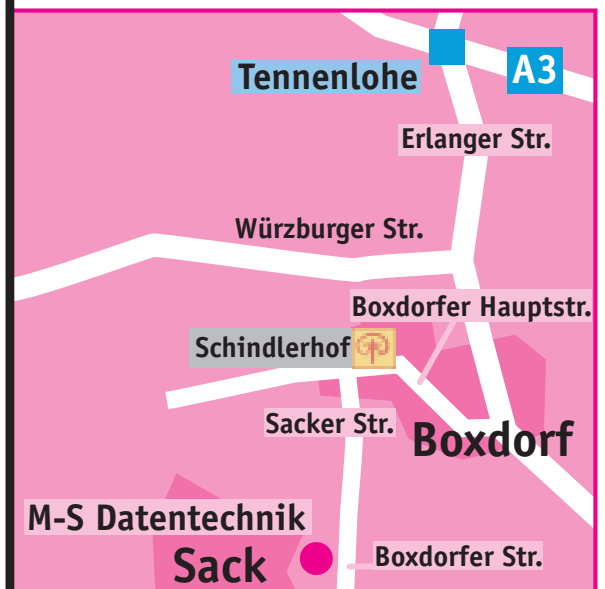 Tennenlohe
A3
Erlanger Str.
Würzburger Str.
Boxdorfer Hauptstr.
Schindlerhof
Sacker Str.
Boxdorf
M-S Datentechnik
Sack
Boxdorfer Str.